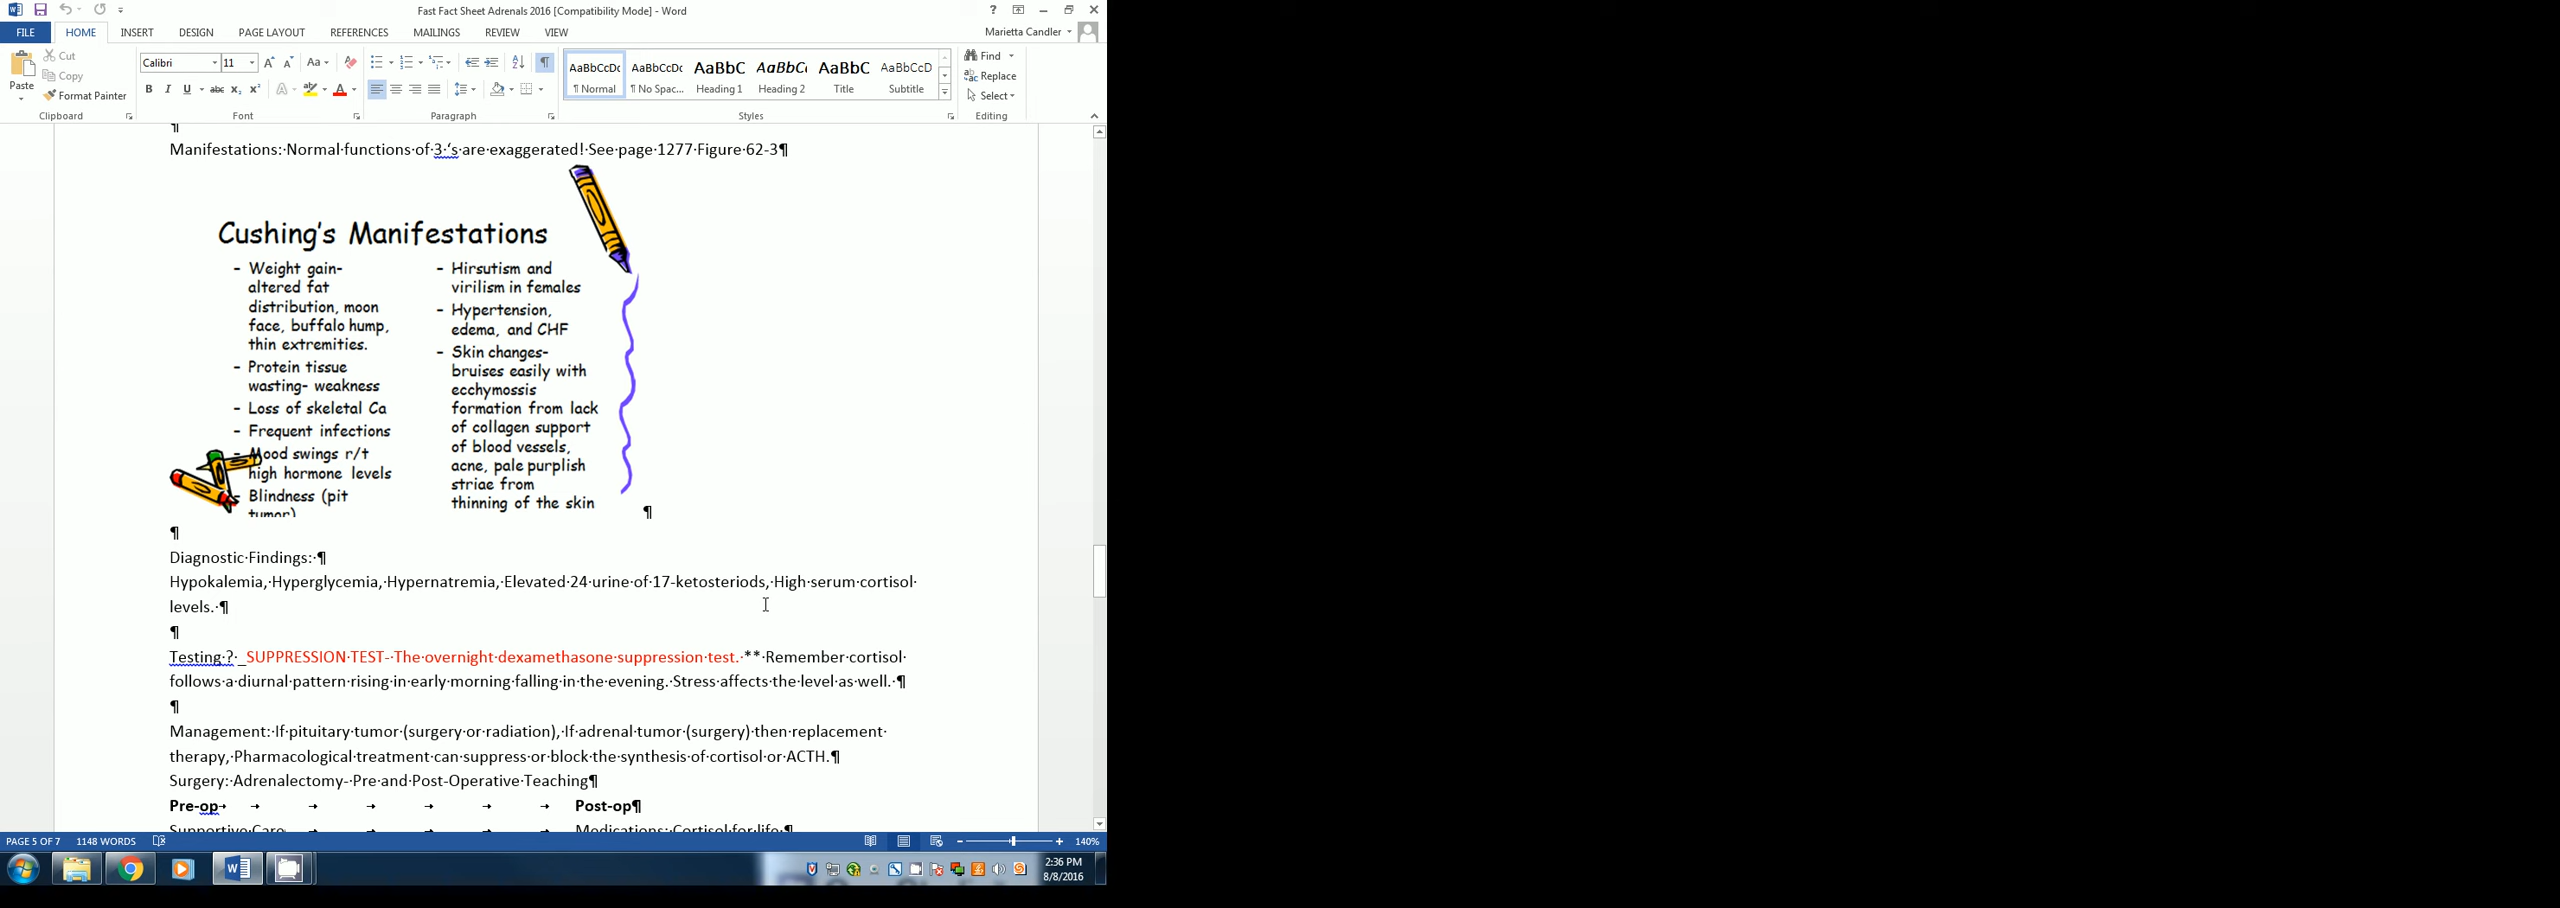 Fast Fact Sheet Adrenals 2016 [Compatibility Mode] - Word
FILE HOME INSERT DESIGN PAGE LAYOUT REFERENCES MAILINGS REVIEW VIEW
Marietta Candler
Paste
Cut
Copy
Format Painter
Clipboard
Calibri 11
Font
Paragraph
AaBbCcDc AaBbCcDc AaBbC AaBbC AaBbC AaBbCcD
¶ Normal ¶ No Spac... Heading 1 Heading 2 Title Subtitle
Styles
Find
Replace
Select
Editing
¶
Manifestations: Normal functions of 3 ‘s are exaggerated! See page 1277 Figure 62-3¶
Cushing's Manifestations
- Weight gain-
altered fat
distribution, moon
face, buffalo hump,
thin extremities.
- Protein tissue
wasting- weakness
- Loss of skeletal Ca
- Frequent infections
- Mood swings r/t
high hormone levels
- Blindness (pit
tumor)
- Hirsutism and
virilism in females
- Hypertension,
edema, and CHF
- Skin changes-
bruises easily with
ecchymossis
formation from lack
of collagen support
of blood vessels,
acne, pale purplish
striae from
thinning of the skin
¶
¶
Diagnostic Findings: ¶
Hypokalemia, Hyperglycemia, Hypernatremia, Elevated 24 urine of 17-ketosteriods, High serum cortisol
levels. ¶
¶
Testing ? _SUPPRESSION TEST- The overnight dexamethasone suppression test. ** Remember cortisol
follows a diurnal pattern rising in early morning falling in the evening. Stress affects the level as well. ¶
¶
Management: If pituitary tumor (surgery or radiation), If adrenal tumor (surgery) then replacement
therapy, Pharmacological treatment can suppress or block the synthesis of cortisol or ACTH.¶
Surgery: Adrenalectomy- Pre and Post-Operative Teaching¶
Pre-op Post-op¶
Supportive Care Medications: Cortisol for life ¶
PAGE 5 OF 7 1148 WORDS 140%
2:36 PM
8/8/2016